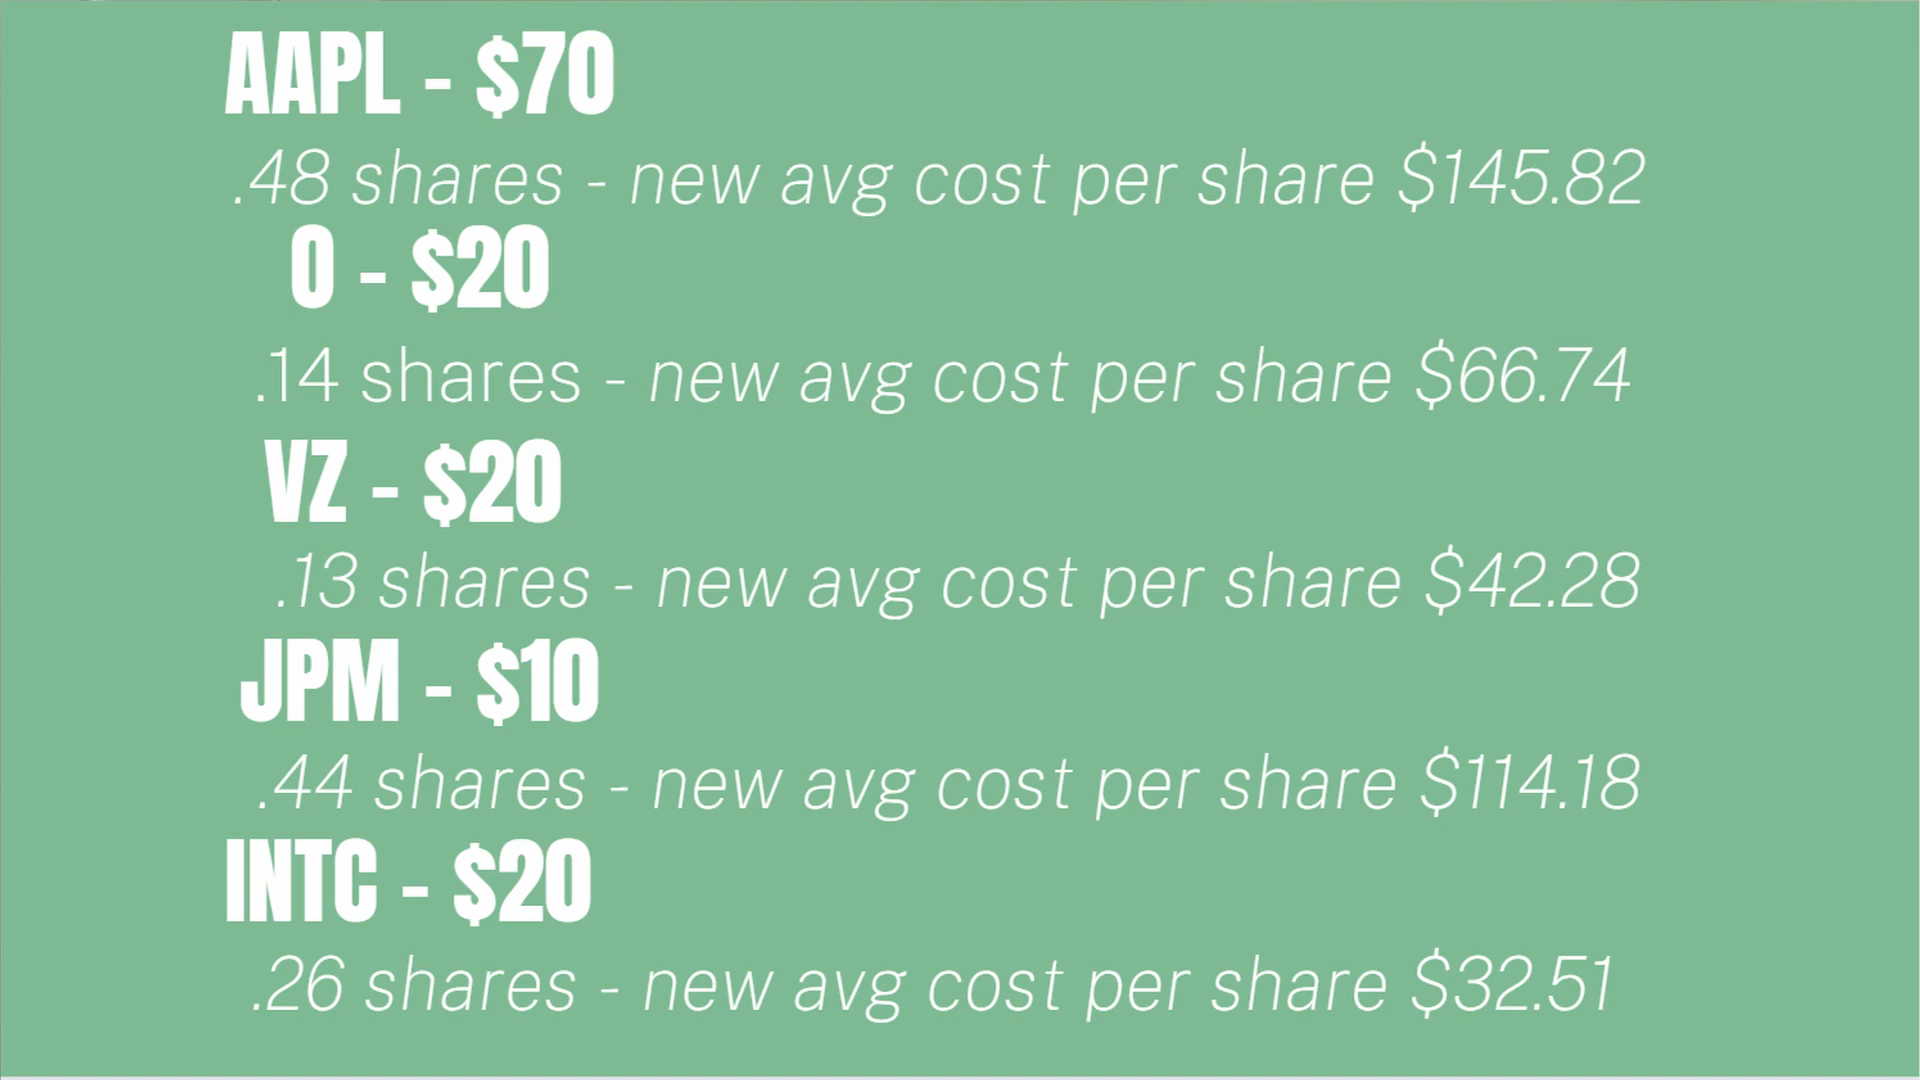 AAPL - $70
.48 shares - new avg cost per share $145.82
O - $20
.14 shares - new avg cost per share $66.74
VZ - $20
.13 shares - new avg cost per share $42.28
JPM - $10
.44 shares - new avg cost per share $114.18
INTC - $20
.26 shares - new avg cost per share $32.51